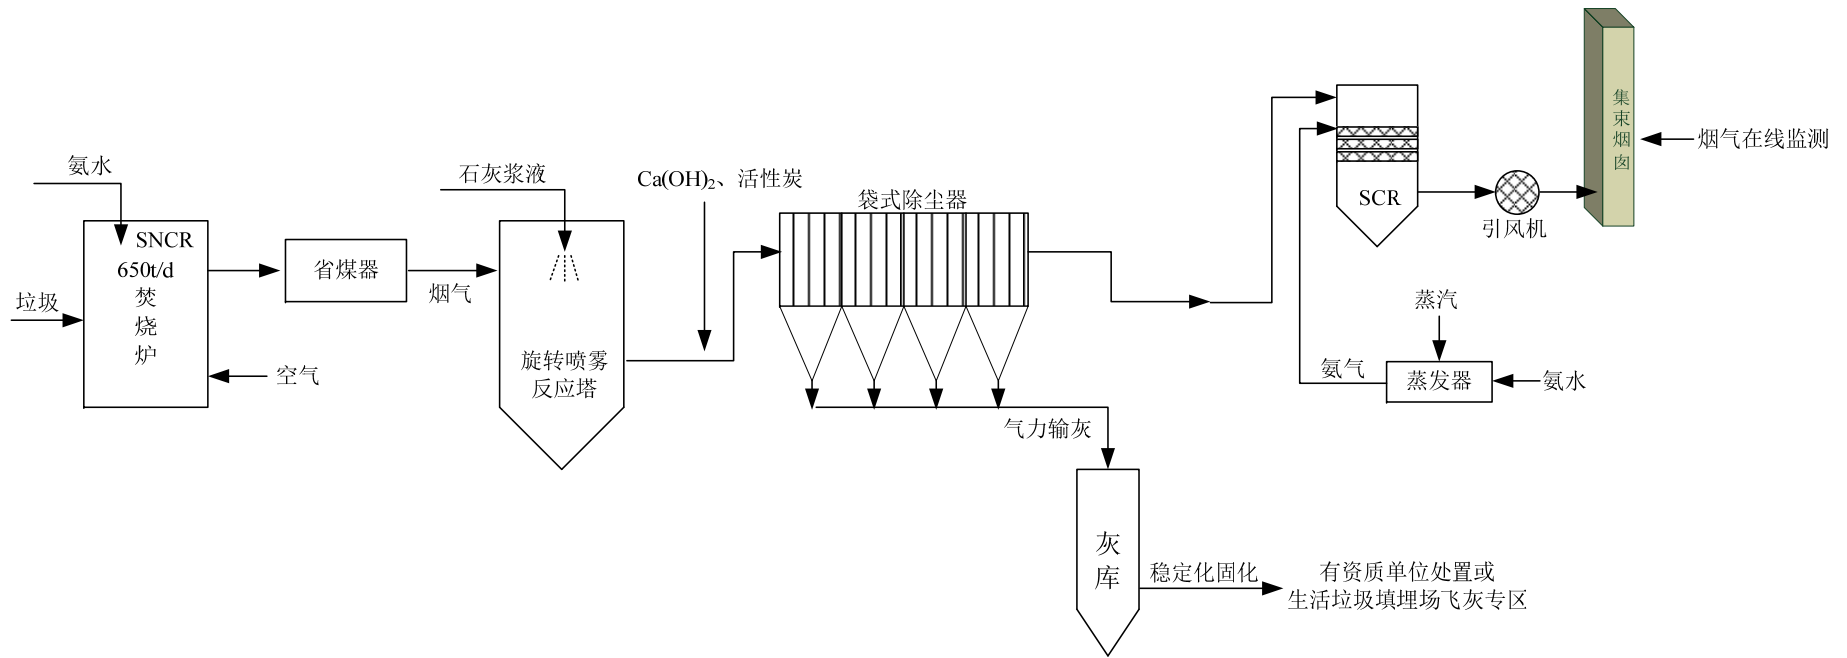 氨水
SNCR
650t/d
焚
烧
炉
垃圾
空气
省煤器
烟气
石灰浆液
旋转喷雾
反应塔
Ca(OH)₂、活性炭
袋式除尘器
气力输灰
灰
库
稳定化固化
有资质单位处置或
生活垃圾填埋场飞灰专区
SCR
氨气
蒸汽
蒸发器
氨水
引风机
集
束
烟
囱
烟气在线监测